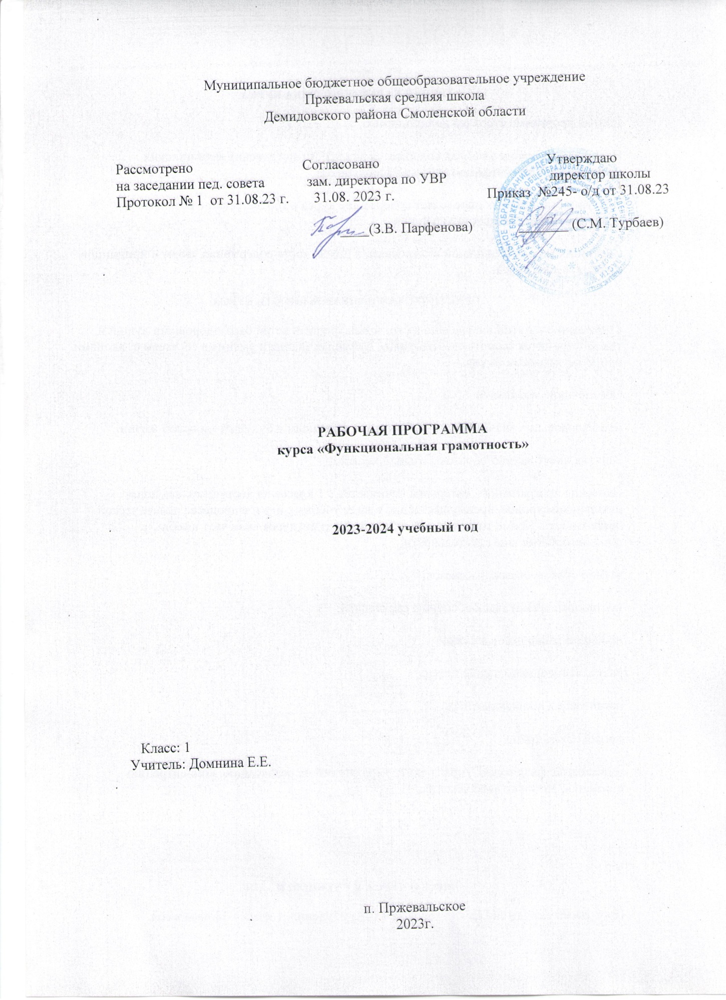 Муниципальное бюджетное общеобразовательное учреждение
Пржевальская средняя школа
Демидовского района Смоленской области
Рассмотрено
на заседании пед. совета
Протокол № 1 от 31.08.23 г.
Согласовано
зам. директора по УВР
31.08. 2023 г.
____(З.В. Парфенова)
Утверждаю
директор школы
Приказ №245- о/д от 31.08.23
_______ (С.М. Турбаев)
РАБОЧАЯ ПРОГРАММА
курса «Функциональная грамотность»
2023-2024 учебный год
Класс: 1
Учитель: Домнина Е.Е.
п. Пржевальское
2023г.